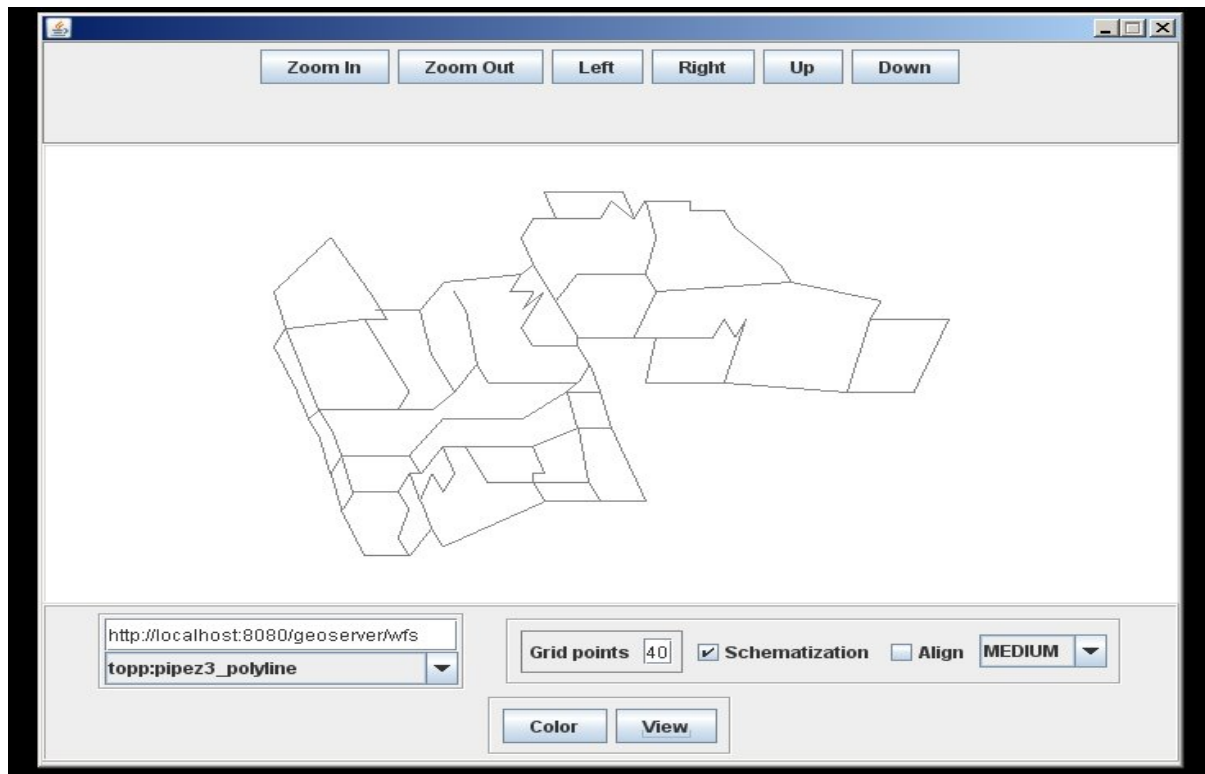 Zoom In Zoom Out Left Right Up Down
http://localhost:8080/geoserver/wfs
topp:pipez3_polyline
Grid points 40 Schematization Align MEDIUM
Color View